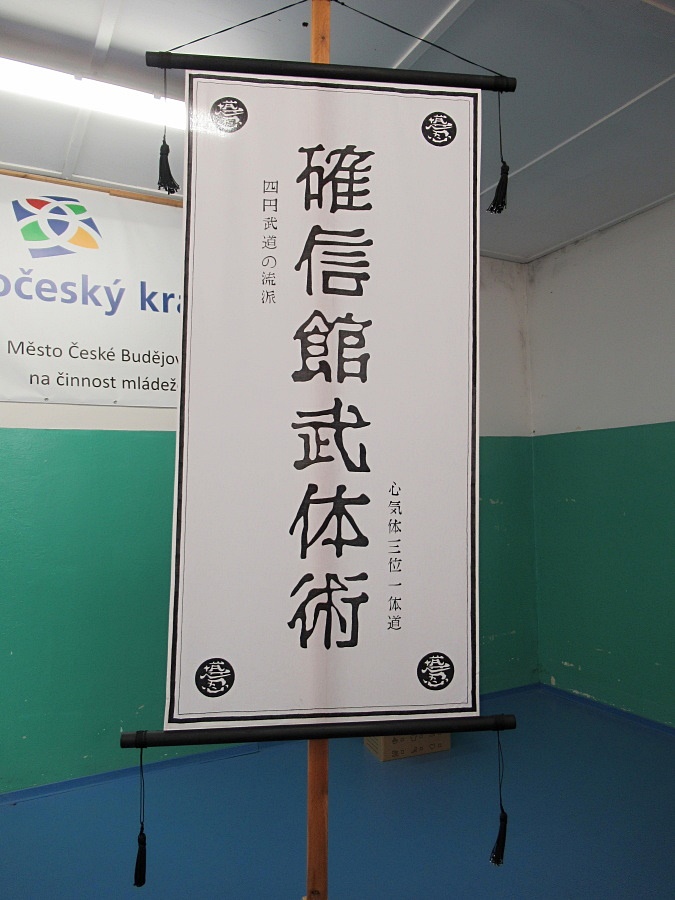 確信館武体術
四円武道の流派
心気体三位一体道
očeský kra
Město České Budějov
na činnost mládež